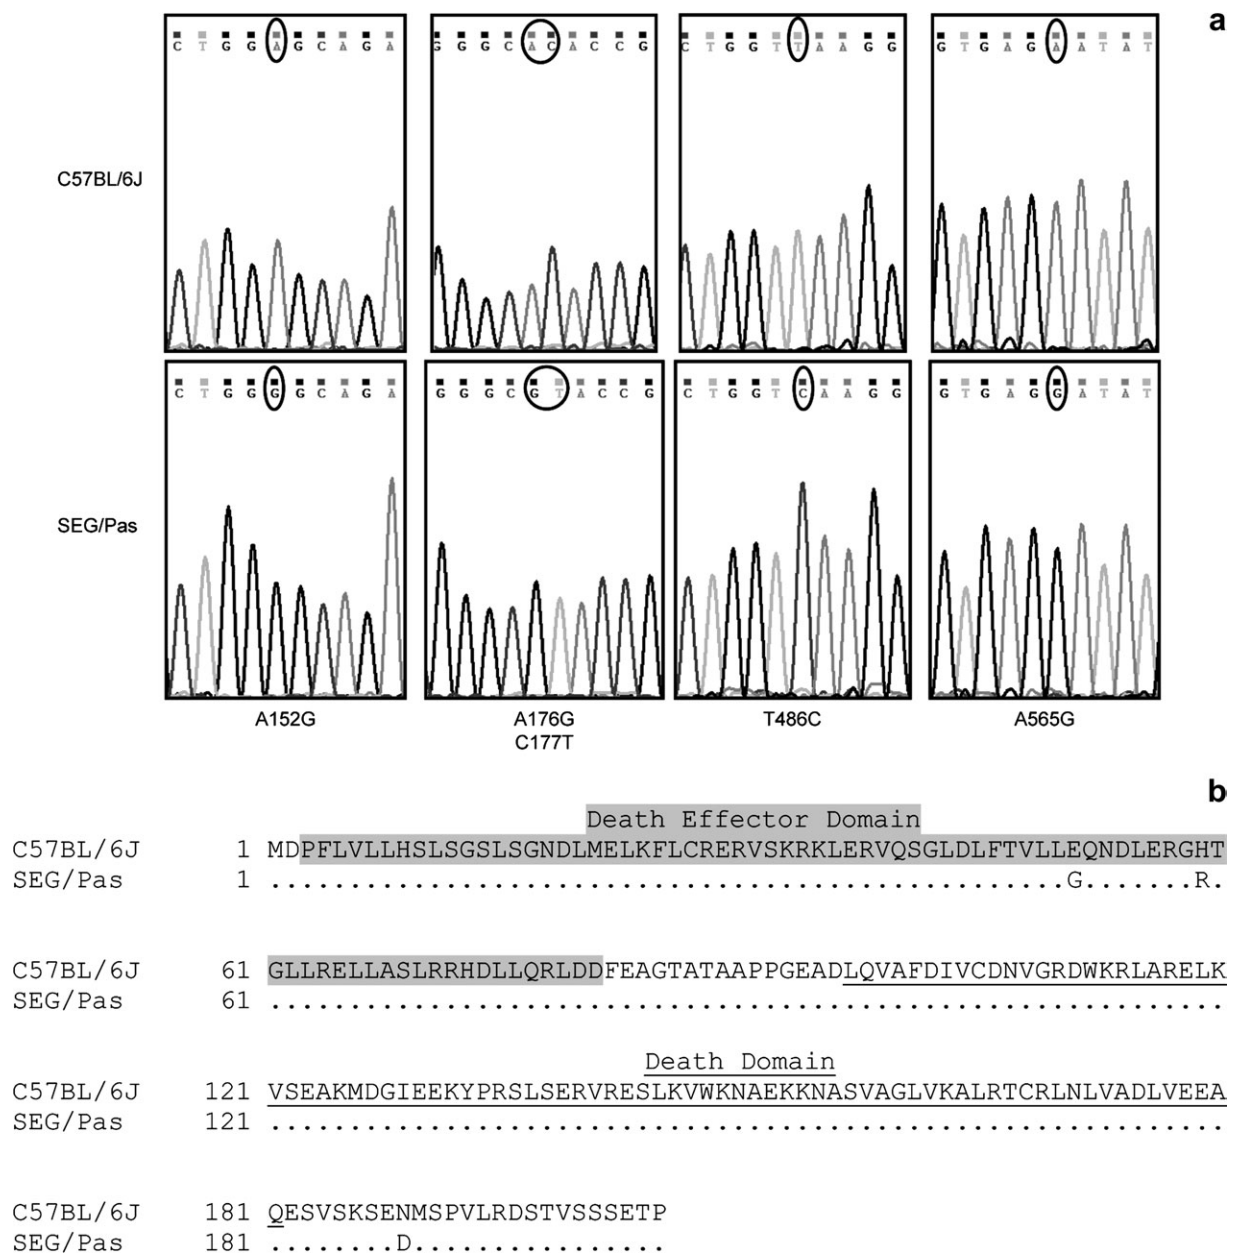 a
C T G G A G C A G A
G G G C A C A C C G
C T G G T T A A G G
G T G A G A A T A T
C57BL/6J
C T G G G G C A G A
G G G C G T A C C G
C T G G T C A A G G
G T G A G G A T A T
SEG/Pas
A152G
A176G
C177T
T486C
A565G
b
Death Effector Domain
C57BL/6J 1 MDPFLVLLHSLSGSLSGNDLMELKFLCRERVSKRKLERVQSGLDLFTVLLEQNDLERGHT
SEG/Pas 1 ..................................................G.......R.
C57BL/6J 61 GLLRELLASLRRHDLLQRLDDFEAGTATAAPPGEADLQVAFDIVCDNVGRDWKRLARELK
SEG/Pas 61 ............................................................
Death Domain
C57BL/6J 121 VSEAKMDGIEEKYPRSLSERVRESLKVWKNAEKKNASVAGLVKALRTCRLNLVADLVEEA
SEG/Pas 121 ............................................................
C57BL/6J 181 QESVSKSENMSPVLRDSTVSSSETP
SEG/Pas 181 ........D................